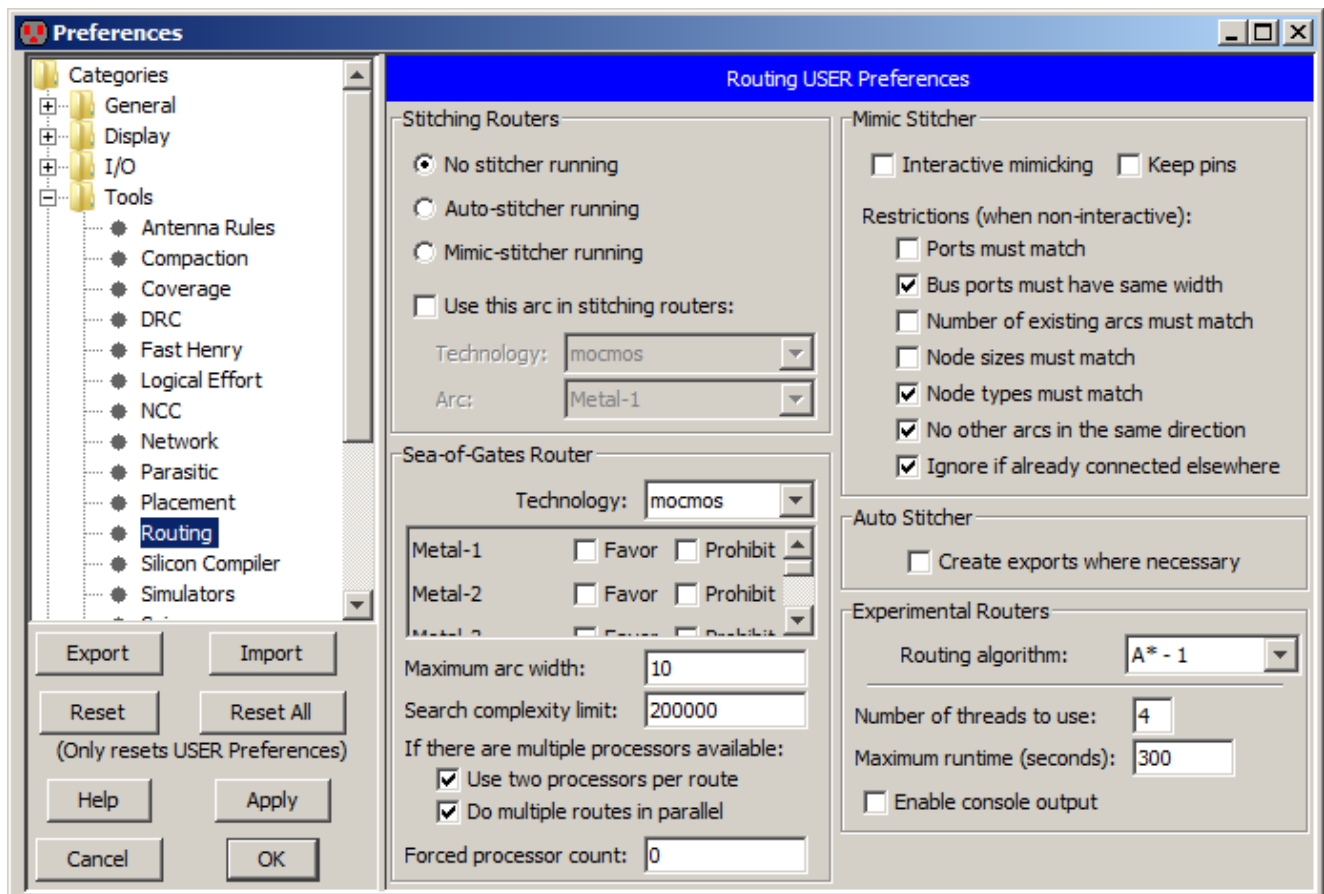 Preferences
Categories
General
Display
I/O
Tools
Antenna Rules
Compaction
Coverage
DRC
Fast Henry
Logical Effort
NCC
Network
Parasitic
Placement
Routing
Silicon Compiler
Simulators
Export Import
Reset Reset All
(Only resets USER Preferences)
Help Apply
Cancel OK
Routing USER Preferences
Stitching Routers
No stitcher running
Auto-stitcher running
Mimic-stitcher running
Use this arc in stitching routers:
Technology: mocmos
Arc: Metal-1
Sea-of-Gates Router
Technology: mocmos
Metal-1 Favor Prohibit
Metal-2 Favor Prohibit
Favor Prohibit
Maximum arc width: 10
Search complexity limit: 200000
If there are multiple processors available:
Use two processors per route
Do multiple routes in parallel
Forced processor count: 0
Mimic Stitcher
Interactive mimicking Keep pins
Restrictions (when non-interactive):
Ports must match
Bus ports must have same width
Number of existing arcs must match
Node sizes must match
Node types must match
No other arcs in the same direction
Ignore if already connected elsewhere
Auto Stitcher
Create exports where necessary
Experimental Routers
Routing algorithm: A* - 1
Number of threads to use: 4
Maximum runtime (seconds): 300
Enable console output